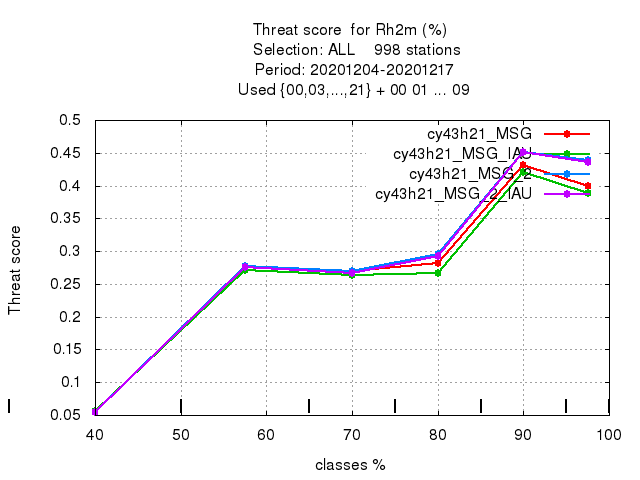 Threat score for Rh2m (%)
Selection: ALL 998 stations
Period: 20201204-20201217
Used {00,03,...,21} + 00 01 ... 09
0.5
0.45
0.4
0.35
0.3
0.25
0.2
0.15
0.1
0.05
Threat score
cy43h21_MSG
cy43h21_MSG_IAU
cy43h21_MSG_2
cy43h21_MSG_2_IAU
40 50 60 70 80 90 100
classes %